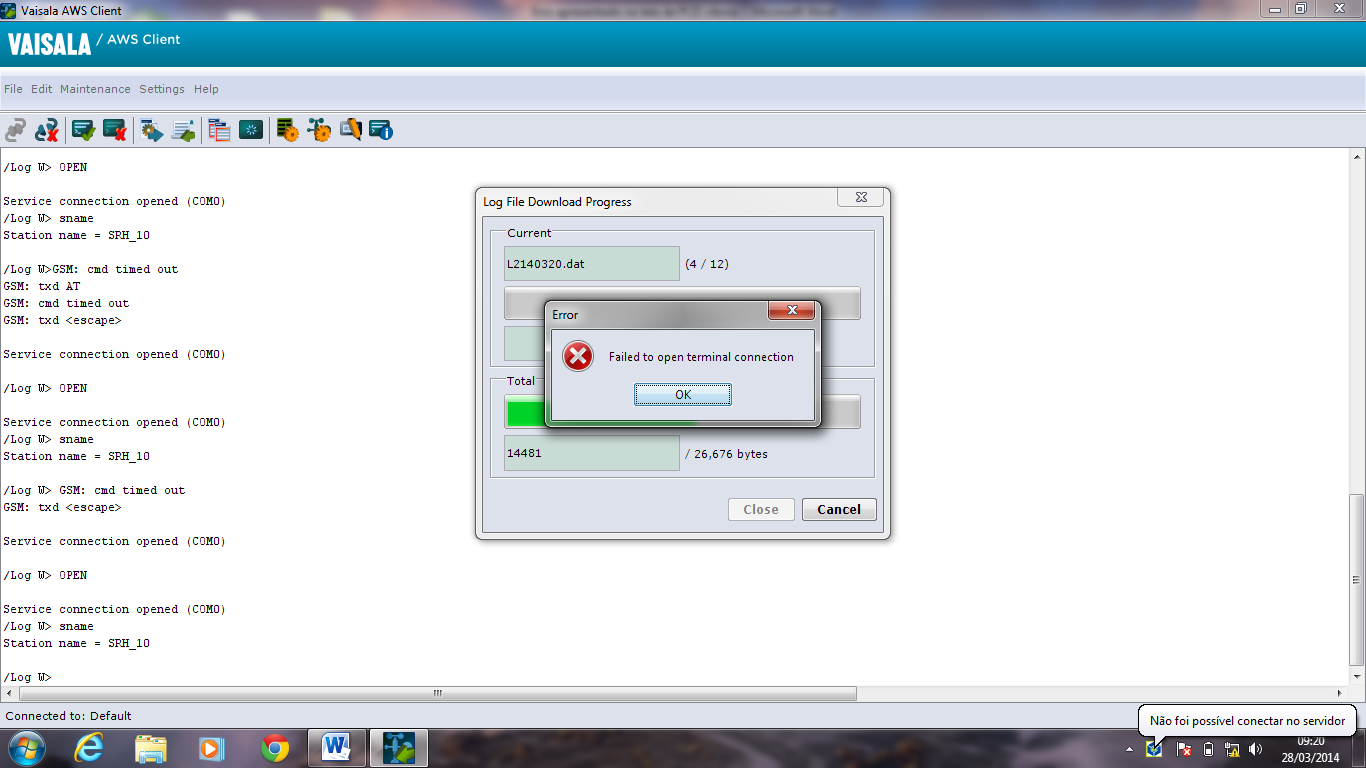 Vaisala AWS Client
VAISALA / AWS Client
File Edit Maintenance Settings Help
/Log W> OPEN
Service connection opened (COM0)
/Log W> sname
Station name = SRH_10
/Log W>GSM: cmd timed out
GSM: txd AT
GSM: cmd timed out
GSM: txd <escape>
Service connection opened (COM0)
/Log W> OPEN
Service connection opened (COM0)
/Log W> sname
Station name = SRH_10
/Log W> GSM: cmd timed out
GSM: txd <escape>
Service connection opened (COM0)
/Log W> OPEN
Service connection opened (COM0)
/Log W> sname
Station name = SRH_10
/Log W>
Log File Download Progress
Current
L2140320.dat (4 / 12)
Error
Failed to open terminal connection
OK
Total
14481 / 26,676 bytes
Close Cancel
Connected to: Default
Não foi possível conectar no servidor
09:20
28/03/2014